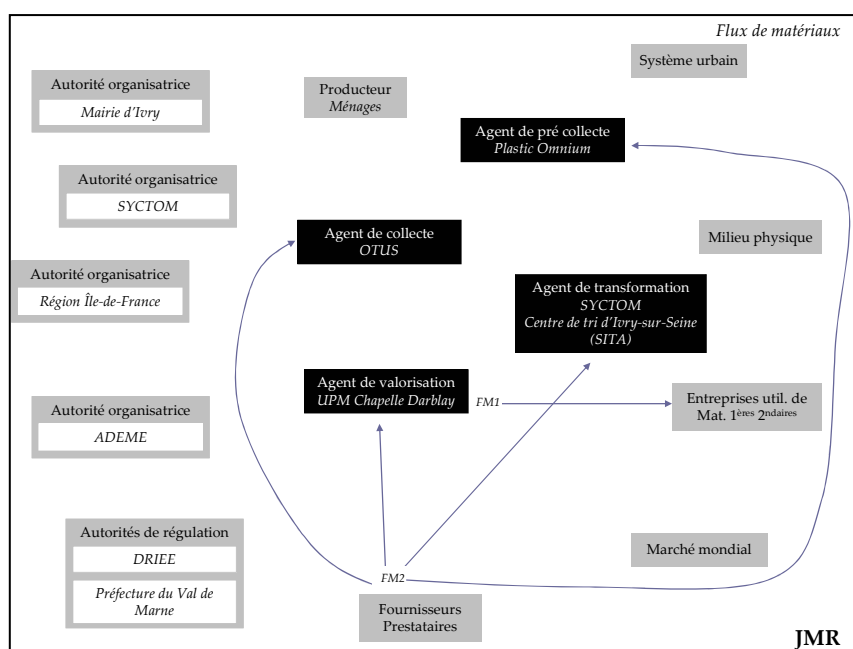 Flux de matériaux
Système urbain
Autorité organisatrice
Mairie d'Ivry
Producteur
Ménages
Agent de pré collecte
Plastic Omnium
Autorité organisatrice
SYCTOM
Agent de collecte
OTUS
Milieu physique
Autorité organisatrice
Région Île-de-France
Agent de transformation
SYCTOM
Centre de tri d'Ivry-sur-Seine
(SITA)
Agent de valorisation
UPM Chapelle Darblay
FM1
Entreprises util. de
Mat. 1ères 2ndaires
Autorité organisatrice
ADEME
Autorités de régulation
DRIEE
Préfecture du Val de
Marne
Marché mondial
FM2
Fournisseurs
Prestataires
JMR